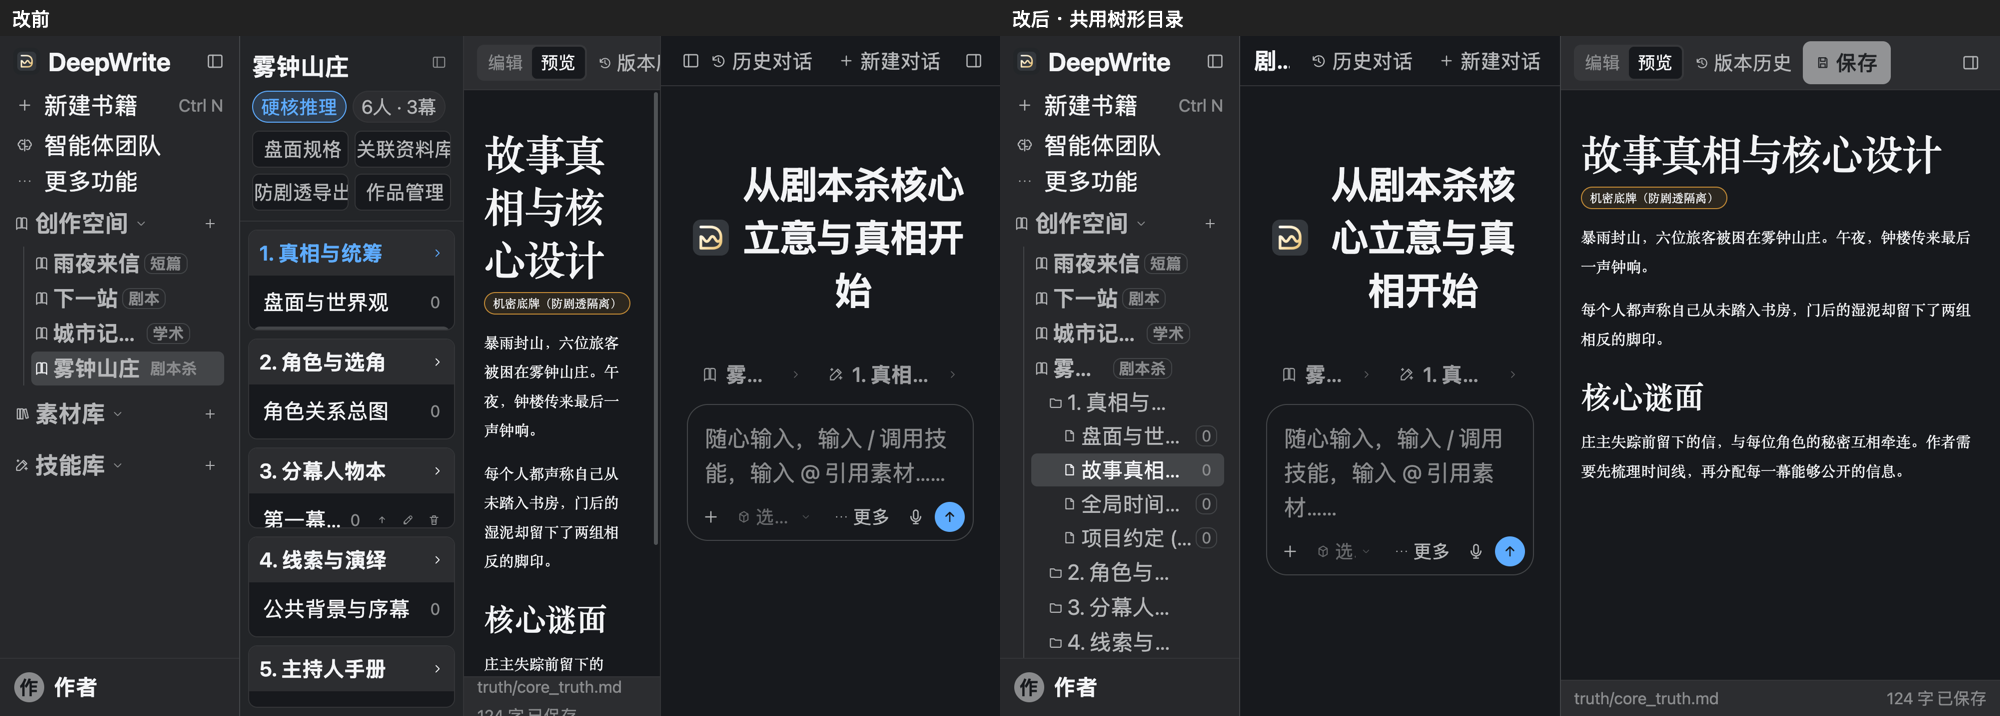 改前
DeepWrite
新建书籍 Ctrl N
智能体团队
更多功能
创作空间
雨夜来信 短篇
下一站 剧本
城市记... 学术
雾钟山庄 剧本杀
素材库
技能库
作 作者
雾钟山庄
硬核推理 6人 · 3幕
盘面规格 关联资料库
防剧透导出 作品管理
1. 真相与统筹
盘面与世界观 0
2. 角色与选角
角色关系总图 0
3. 分幕人物本
第一幕... 0
4. 线索与演绎
公共背景与序幕 0
5. 主持人手册
编辑 预览 版本历
故事真
相与核
心设计
机密底牌（防剧透隔离）
暴雨封山，六位旅客
被困在雾钟山庄。午
夜，钟楼传来最后一
声钟响。
每个人都声称自己从
未踏入书房，门后的
湿泥却留下了两组相
反的脚印。
核心谜面
庄主失踪前留下的
truth/core_truth.md
124 字 已保存
历史对话 新建对话
从剧本杀核心
立意与真相开
始
雾... 1. 真相...
随心输入，输入 / 调用技
能，输入 @ 引用素材......
选... 更多
改后 · 共用树形目录
DeepWrite
新建书籍 Ctrl N
智能体团队
更多功能
创作空间
雨夜来信 短篇
下一站 剧本
城市记... 学术
雾... 剧本杀
1. 真相与...
盘面与世... 0
故事真相... 0
全局时间... 0
项目约定 (... 0
2. 角色与...
3. 分幕人...
4. 线索与...
作 作者
剧... 历史对话 新建对话
从剧本杀核
心立意与真
相开始
雾... 1. 真...
随心输入，输入 / 调用
技能，输入 @ 引用素
材......
选 更多
编辑 预览 版本历史 保存
故事真相与核心设计
机密底牌（防剧透隔离）
暴雨封山，六位旅客被困在雾钟山庄。午夜，钟楼传来最后
一声钟响。
每个人都声称自己从未踏入书房，门后的湿泥却留下了两组
相反的脚印。
核心谜面
庄主失踪前留下的信，与每位角色的秘密互相牵连。作者需
要先梳理时间线，再分配每一幕能够公开的信息。
truth/core_truth.md 124 字 已保存